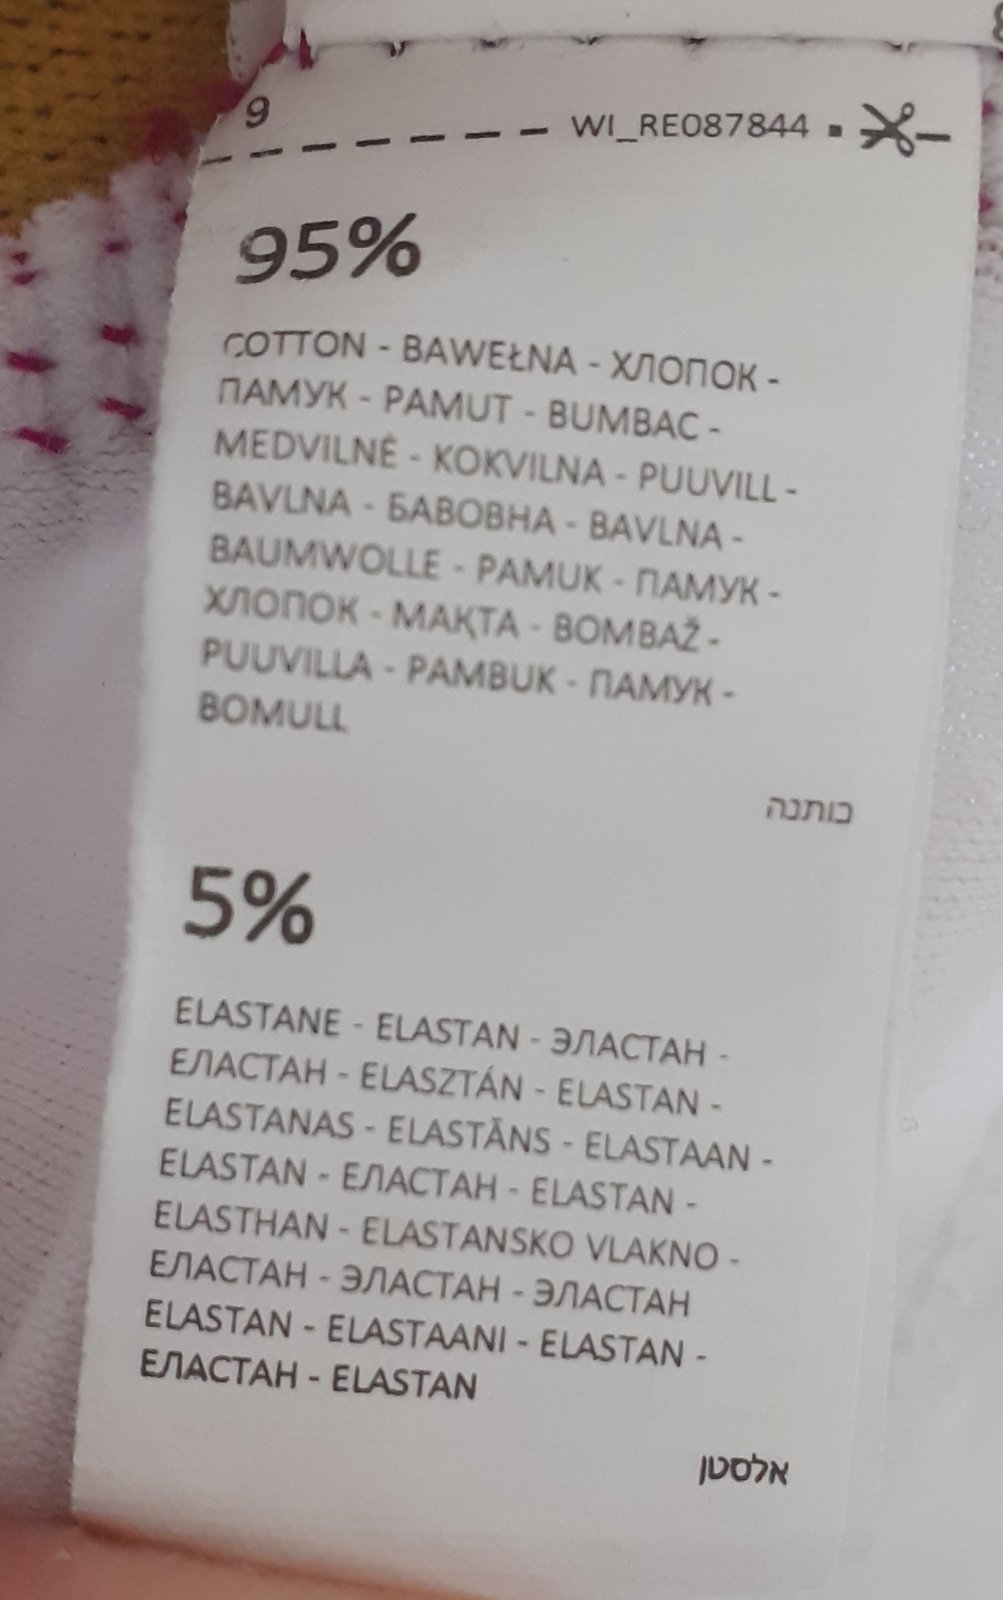 9
WI_RE087844
95%
COTTON - BAWEŁNA - ХЛОПОК -
ПАМУК - PAMUT - BUMBAC -
MEDVILNĖ - KOKVILNA - PUUVILL -
BAVLNA - БАВОВНА - BAVLNA -
BAUMWOLLE - PAMUK - ПАМУК -
ХЛОПОК - МАҚТА - BOMBAŽ -
PUUVILLA - PAMBUK - ПАМУК -
BOMULL
כותנה
5%
ELASTANE - ELASTAN - ЭЛАСТАН -
ЕЛАСТАН - ELASZTÁN - ELASTAN -
ELASTANAS - ELASTĀNS - ELASTAAN -
ELASTAN - ЕЛАСТАН - ELASTAN -
ELASTHAN - ELASTANSKO VLAKNO -
ЕЛАСТАН - ЭЛАСТАН - ЭЛАСТАН
ELASTAN - ELASTAANI - ELASTAN -
ЕЛАСТАН - ELASTAN
אלסטן